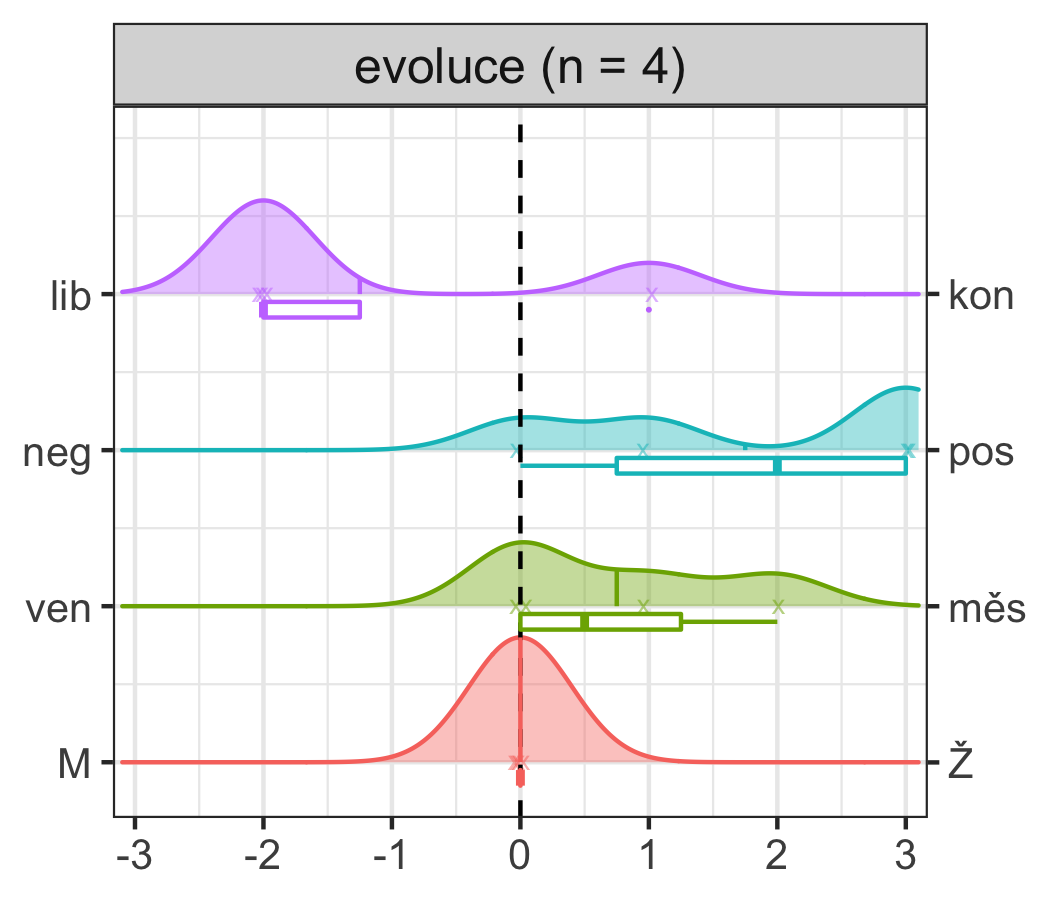 evoluce (n = 4)
lib kon
neg pos
ven měs
M Ž
-3 -2 -1 0 1 2 3